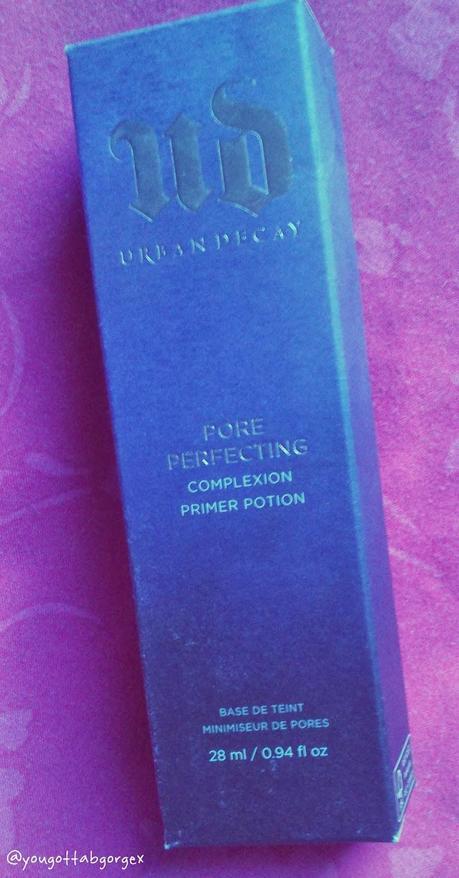 UD
URBAN DECAY
PORE
PERFECTING
COMPLEXION
PRIMER POTION
BASE DE TEINT
MINIMISEUR DE PORES
28 ml / 0.94 fl oz
@yougottabgorgex